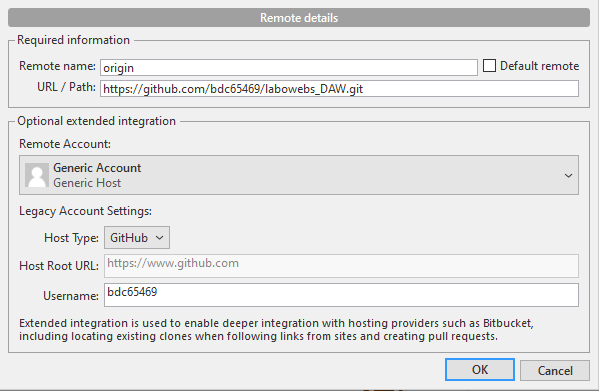 Remote details
Required information
Remote name: origin Default remote
URL / Path: https://github.com/bdc65469/labowebs_DAW.git
Optional extended integration
Remote Account:
Generic Account
Generic Host
Legacy Account Settings:
Host Type: GitHub
Host Root URL: https://www.github.com
Username: bdc65469
Extended integration is used to enable deeper integration with hosting providers such as Bitbucket,
including locating existing clones when following links from sites and creating pull requests.
OK Cancel